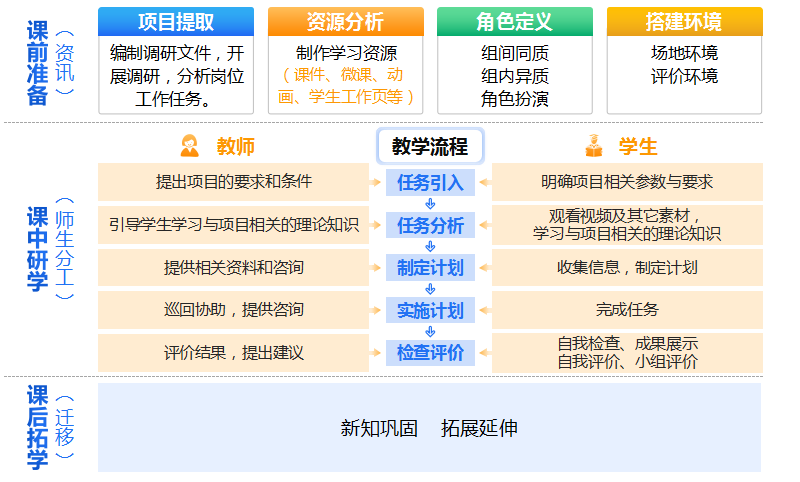 课前准备
（资讯）
项目提取
编制调研文件，开
展调研，分析岗位
工作任务。
资源分析
制作学习资源
（课件、微课、动
画、学生工作页等）
角色定义
组间同质
组内异质
角色扮演
搭建环境
场地环境
评价环境
课中研学
（师生分工）
教师
教学流程
学生
提出项目的要求和条件
任务引入
明确项目相关参数与要求
引导学生学习与项目相关的理论知识
任务分析
观看视频及其它素材，
学习与项目相关的理论知识
提供相关资料和咨询
制定计划
收集信息，制定计划
巡回协助，提供咨询
实施计划
完成任务
评价结果，提出建议
检查评价
自我检查、成果展示
自我评价、小组评价
课后拓学
（迁移）
新知巩固 拓展延伸